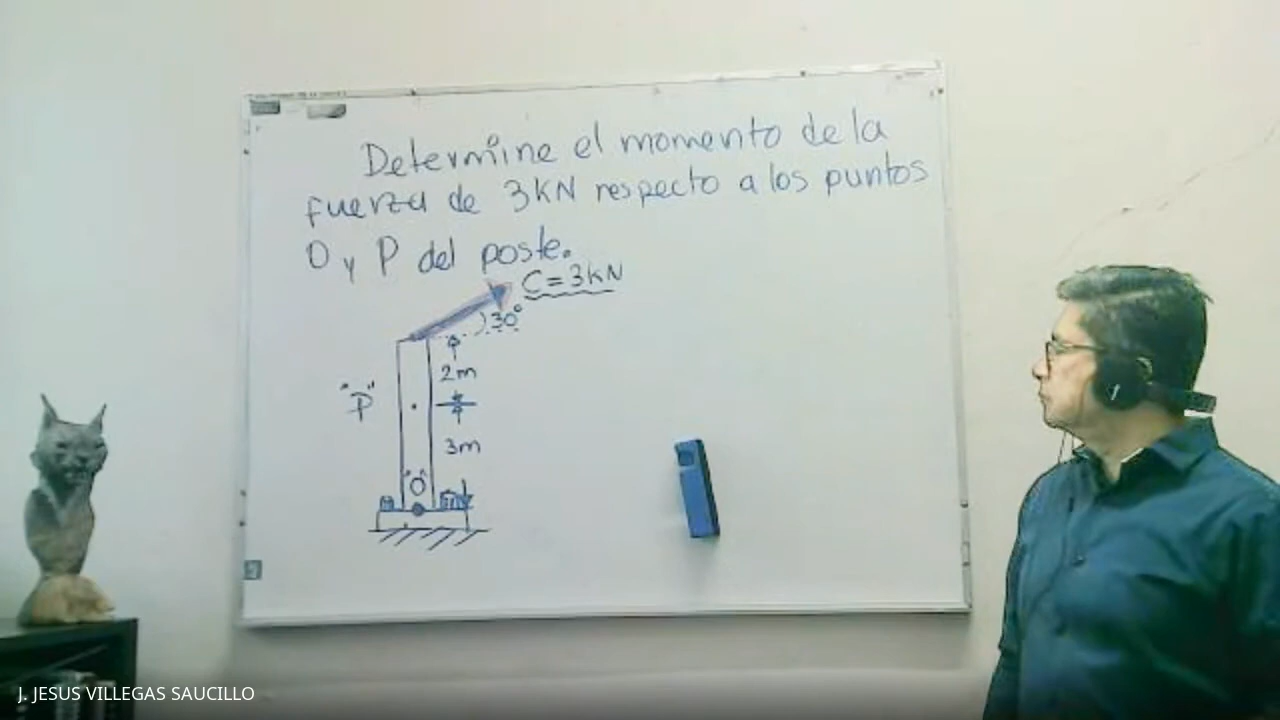 Determine el momento de la
fuerza de 3KN respecto a los puntos
O y P del poste.
C=3KN
30°
2m
"P"
3m
"O"
J. JESUS VILLEGAS SAUCILLO